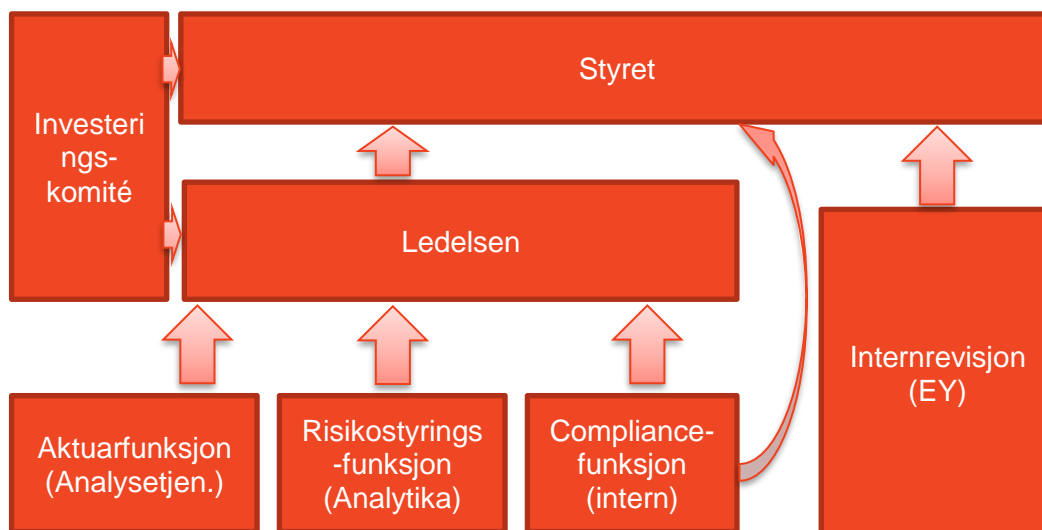 Styret
Investeri
ngs-
komité
Ledelsen
Internrevisjon
(EY)
Aktuarfunksjon
(Analysetjen.)
Risikostyrings
-funksjon
(Analytika)
Compliance-
funksjon
(intern)